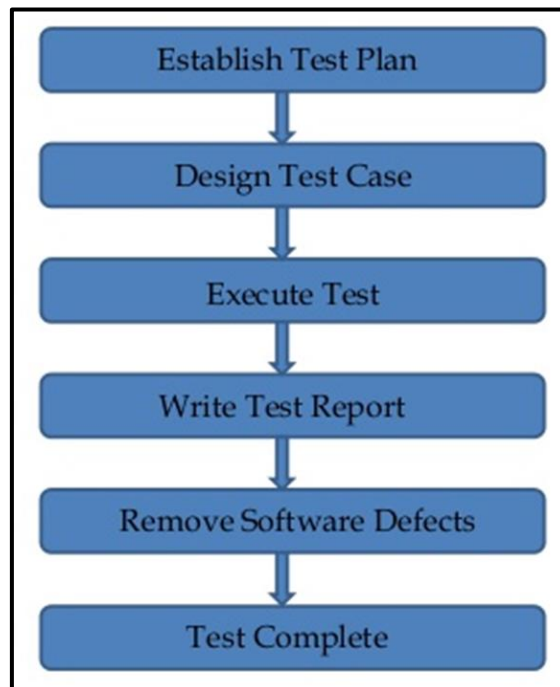 Establish Test Plan
Design Test Case
Execute Test
Write Test Report
Remove Software Defects
Test Complete